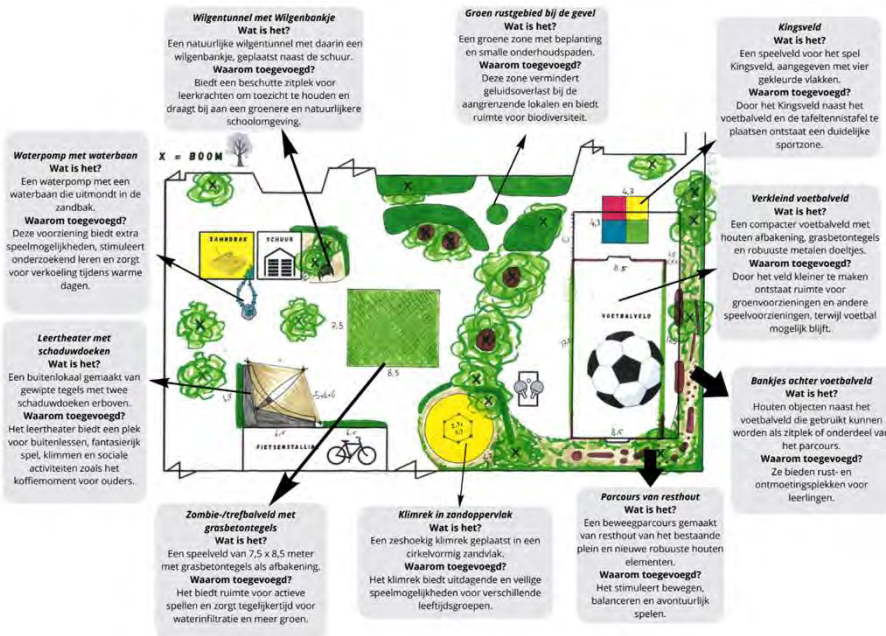 Wilgentunnel met Wilgenbankje
Wat is het?
Een natuurlijke wilgentunnel met daarin een
wilgenbankje, geplaatst naast de schuur.
Waarom toegevoegd?
Biedt een beschutte zitplek voor
leerkrachten om toezicht te houden en
draagt bij aan een groenere en natuurlijkere
schoolomgeving.
Groen rustgebied bij de gevel
Wat is het?
Een groene zone met beplanting
en smalle onderhoudspaden.
Waarom toegevoegd?
Deze zone vermindert
geluidsoverlast bij de
aangrenzende lokalen en biedt
ruimte voor biodiversiteit.
Kingsveld
Wat is het?
Een speelveld voor het spel
Kingsveld, aangegeven met vier
gekleurde vlakken.
Waarom toegevoegd?
Door het Kingsveld naast het
voetbalveld en de tafeltennistafel te
plaatsen ontstaat een duidelijke
sportzone.
Waterpomp met waterbaan
Wat is het?
Een waterpomp met een
waterbaan die uitmondt in de
zandbak.
Waarom toegevoegd?
Deze voorziening biedt extra
speelmogelijkheden, stimuleert
onderzoekend leren en zorgt
voor verkoeling tijdens warme
dagen.
X = BOOM
ZANDBAK
SCHUUR
4,3
4,3
Verkleind voetbalveld
Wat is het?
Een compacter voetbalveld met
houten afbakening, grasbetontegels
en robuuste metalen doeltjes.
Waarom toegevoegd?
Door het veld kleiner te maken
ontstaat ruimte voor
groenvoorzieningen en andere
speelvoorzieningen, terwijl voetbal
mogelijk blijft.
8.5
VOETBALVELD
8.5
7.5
8.5
Leertheater met
schaduwdoeken
Wat is het?
Een buitenlokaal gemaakt van
gewipte tegels met twee
schaduwdoeken erboven.
Waarom toegevoegd?
Het leertheater biedt een plek
voor buitenlessen, fantasierijk
spel, klimmen en sociale
activiteiten zoals het
koffiemoment voor ouders.
FIETSENSTALLING
Bankjes achter voetbalveld
Wat is het?
Houten objecten naast het
voetbalveld die gebruikt kunnen
worden als zitplek of onderdeel van
het parcours.
Waarom toegevoegd?
Ze bieden rust- en
ontmoetingsplekken voor
leerlingen.
Zombie-/trefbalveld met
grasbetontegels
Wat is het?
Een speelveld van 7,5 x 8,5 meter
met grasbetontegels als afbakening.
Waarom toegevoegd?
Het biedt ruimte voor actieve
spellen en zorgt tegelijkertijd voor
waterinfiltratie en meer groen.
Klimrek in zandoppervlak
Wat is het?
Een zeshoekig klimrek geplaatst in een
cirkelvormig zandvlak.
Waarom toegevoegd?
Het klimrek biedt uitdagende en veilige
speelmogelijkheden voor verschillende
leeftijdsgroepen.
Parcours van resthout
Wat is het?
Een beweegparcours gemaakt
van resthout van het bestaande
plein en nieuwe robuuste houten
elementen.
Waarom toegevoegd?
Het stimuleert bewegen,
balanceren en avontuurlijk
spelen.